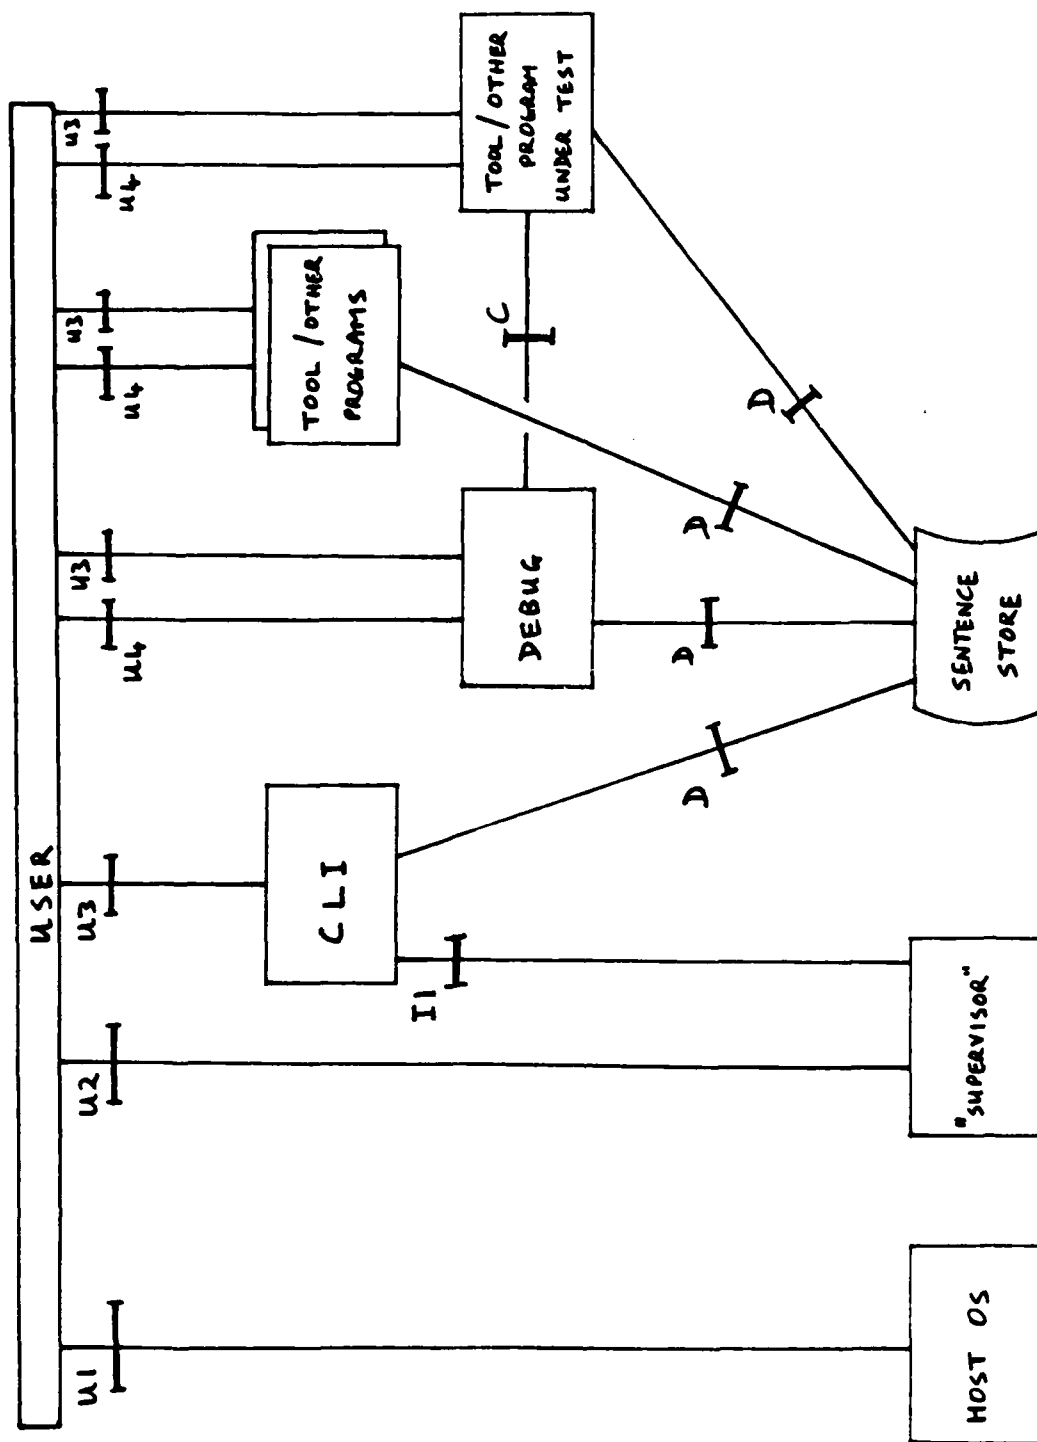 USER
U1
U2
U3
U4
U3
U4
U3
U4
U3
HOST OS
"SUPERVISOR"
I1
CLI
DEBUG
TOOL/OTHER
PROGRAMS
TOOL/OTHER
PROGRAM
UNDER TEST
C
D
D
D
D
SENTENCE
STORE